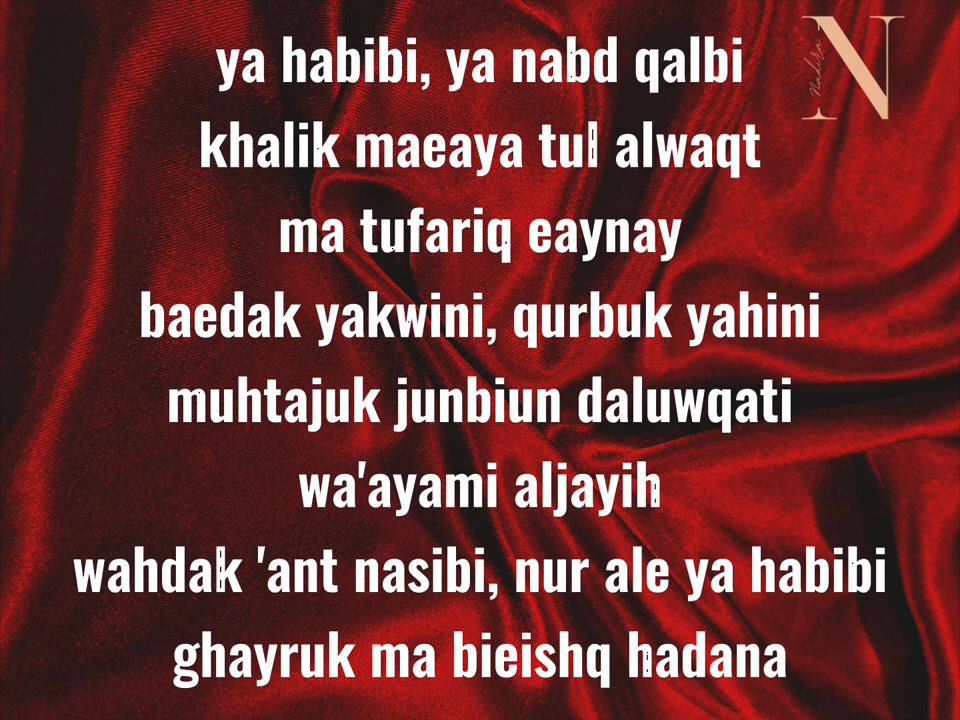 ya habibi, ya nabd qalbi
N
Nadira
khalik maeaya tul alwaqt
ma tufariq eaynay
baedak yakwini, qurbuk yahini
muhtajuk junbiun daluwqati
wa'ayami aljayih
wahdak 'ant nasibi, nur ale ya habibi
ghayruk ma bieishq hadana